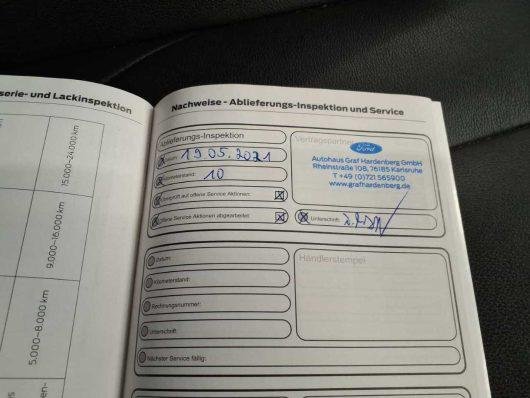 serie- und Lackinspektion
15.000–24.000 km
9.000–16.000 km
5.000–8.000 km
Nachweise - Ablieferungs-Inspektion und Service
Ablieferungs-Inspektion
Datum: 19.05.2021
Kilometerstand: 10
Überprüft auf offene Service Aktionen:
Offene Service Aktionen abgearbeitet:
Vertragspartner
Ford
Autohaus Graf Hardenberg GmbH
Rheinstraße 108, 76185 Karlsruhe
T +49 (0)721 565900
www.grafhardenberg.de
Unterschrift:
Datum:
Kilometerstand:
Rechnungsnummer:
Unterschrift:
Nächster Service fällig:
Händlerstempel